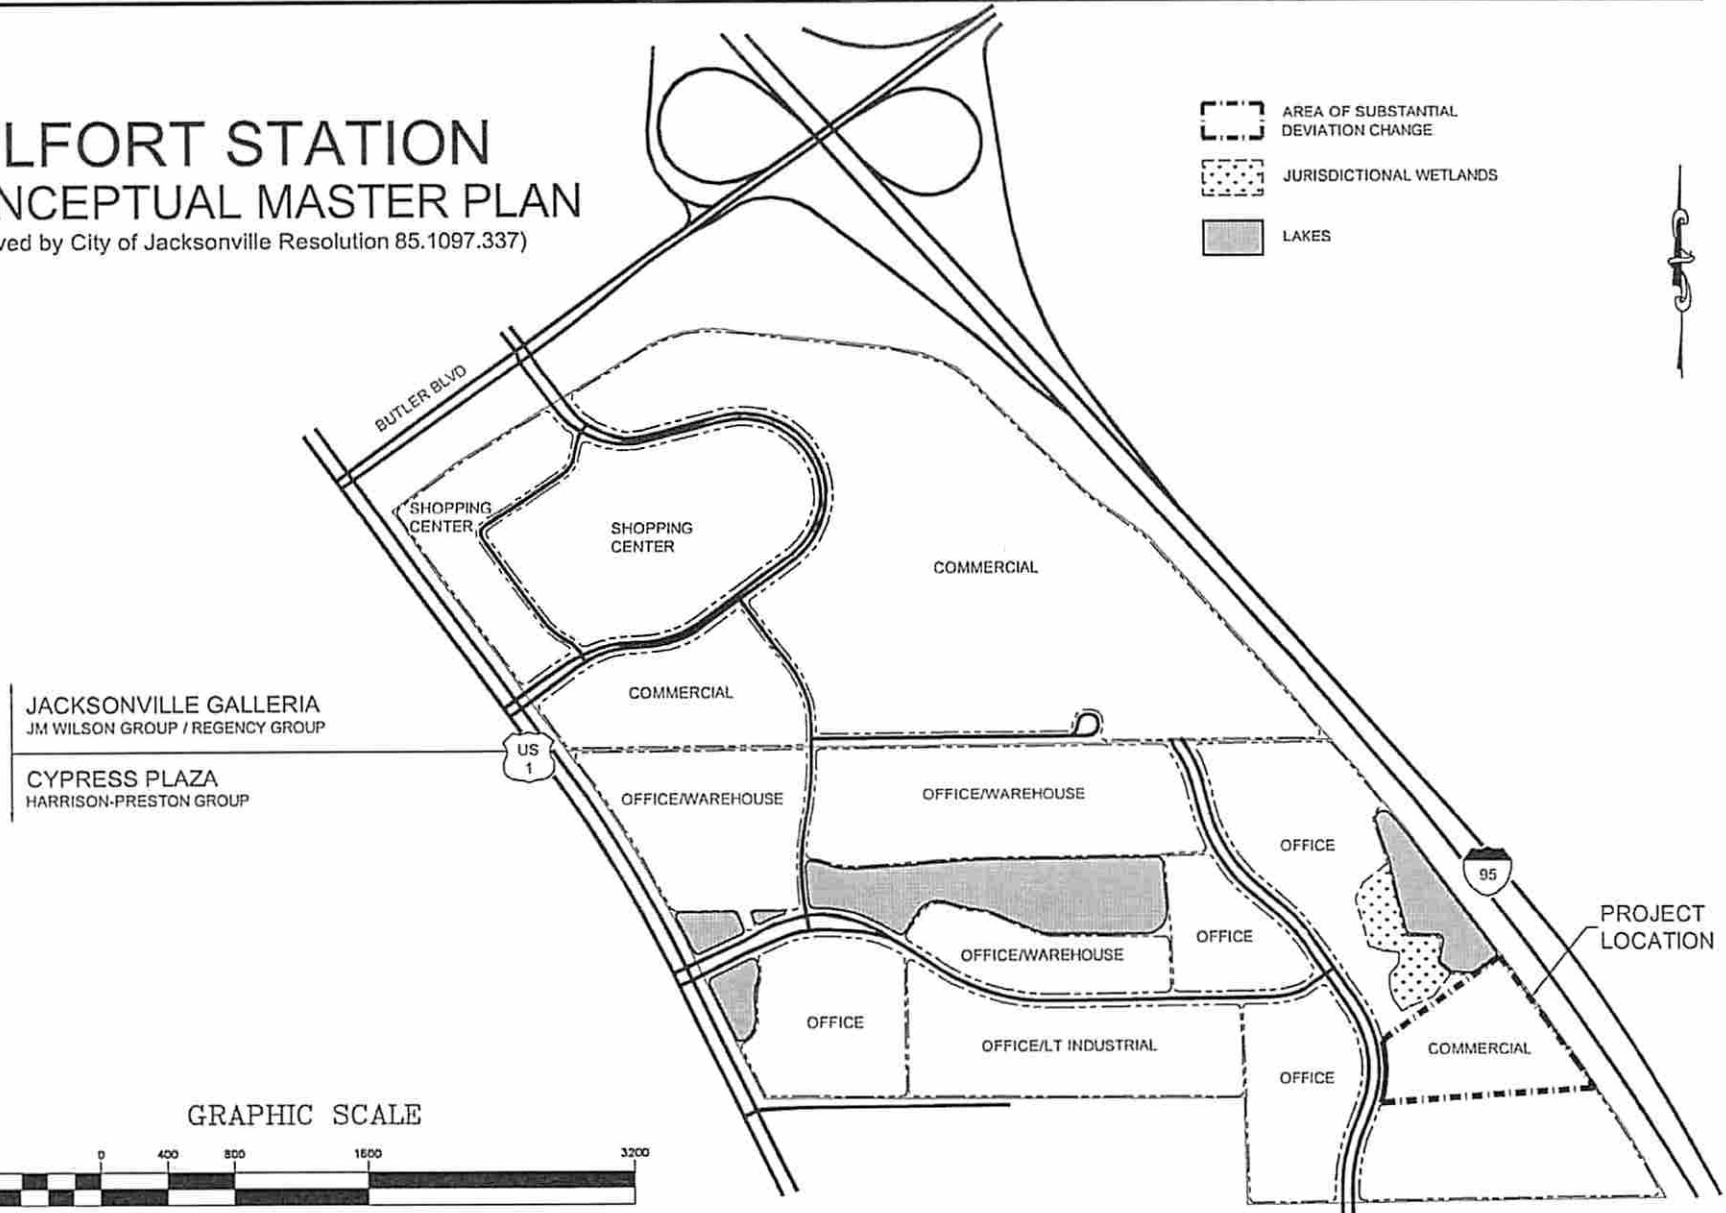 LFORT STATION
NCEPTUAL MASTER PLAN
ved by City of Jacksonville Resolution 85.1097.337)
AREA OF SUBSTANTIAL
DEVIATION CHANGE
JURISDICTIONAL WETLANDS
LAKES
BUTLER BLVD
SHOPPING
CENTER
SHOPPING
CENTER
COMMERCIAL
COMMERCIAL
JACKSONVILLE GALLERIA
JM WILSON GROUP / REGENCY GROUP
US
1
CYPRESS PLAZA
HARRISON-PRESTON GROUP
OFFICE/WAREHOUSE
OFFICE/WAREHOUSE
OFFICE
95
PROJECT
LOCATION
OFFICE
OFFICE/WAREHOUSE
OFFICE
OFFICE/LT INDUSTRIAL
COMMERCIAL
OFFICE
GRAPHIC SCALE
0 400 800 1600 3200